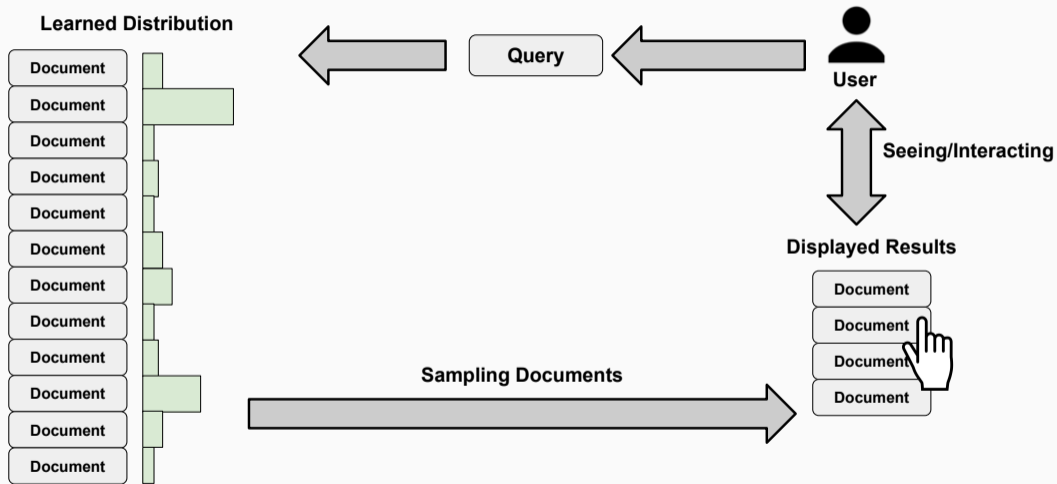 Learned Distribution
Document
Document
Document
Document
Document
Document
Document
Document
Document
Document
Document
Document
Query
User
Seeing/Interacting
Displayed Results
Document
Document
Document
Document
Sampling Documents